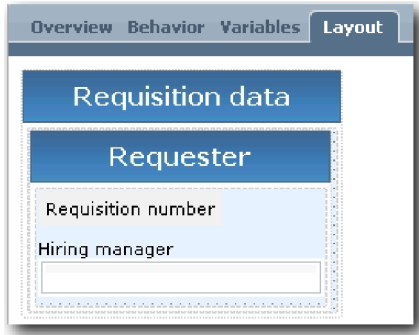 Overview Behavior Variables Layout
Requisition data
Requester
Requisition number
Hiring manager